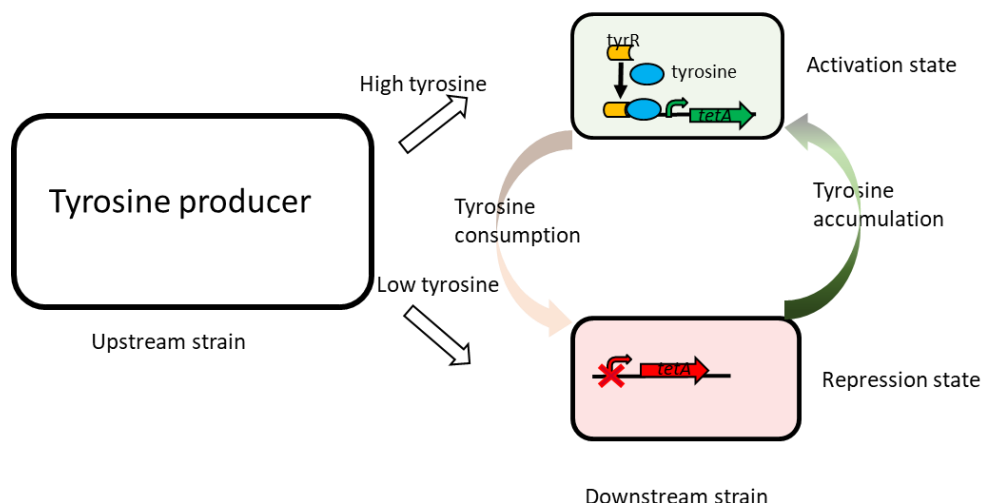 tyrR
tyrosine
tetA
Activation state
High tyrosine
Tyrosine producer
Tyrosine
consumption
Tyrosine
accumulation
Low tyrosine
Upstream strain
tetA
Repression state
Downstream strain